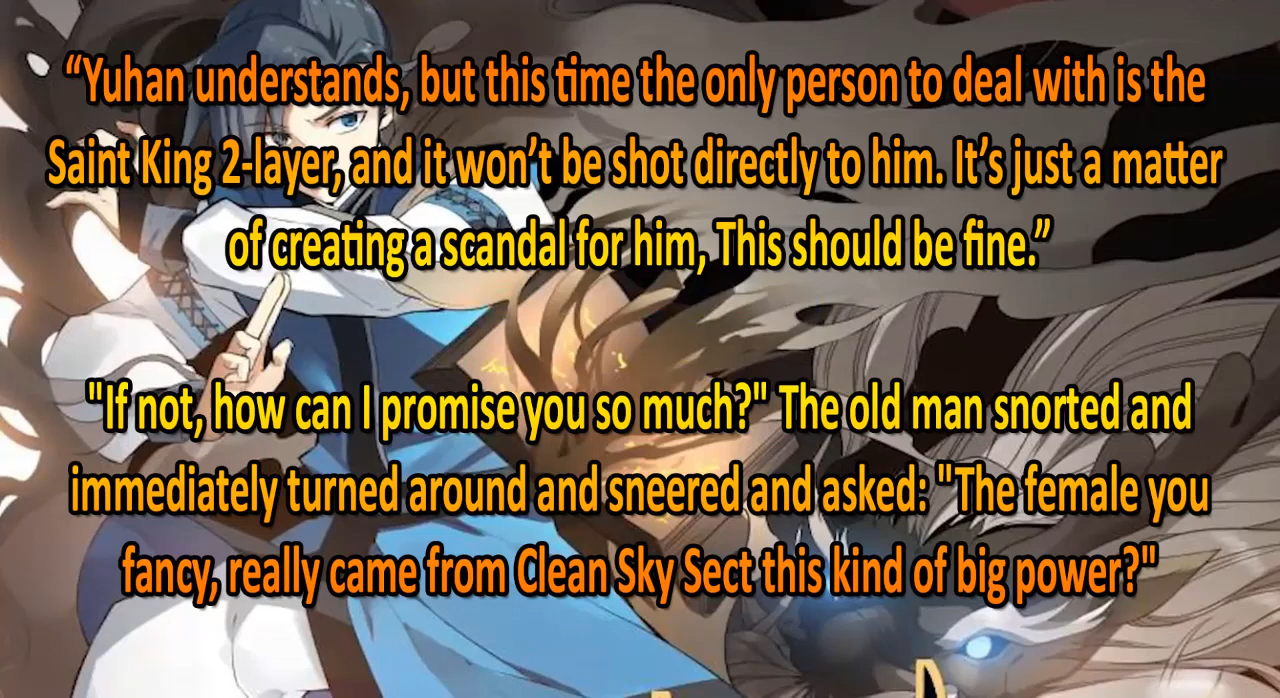 “Yuhan understands, but this time the only person to deal with is the
Saint King 2-layer, and it won’t be shot directly to him. It’s just a matter
of creating a scandal for him, This should be fine.”
"If not, how can I promise you so much?" The old man snorted and
immediately turned around and sneered and asked: "The female you
fancy, really came from Clean Sky Sect this kind of big power?"